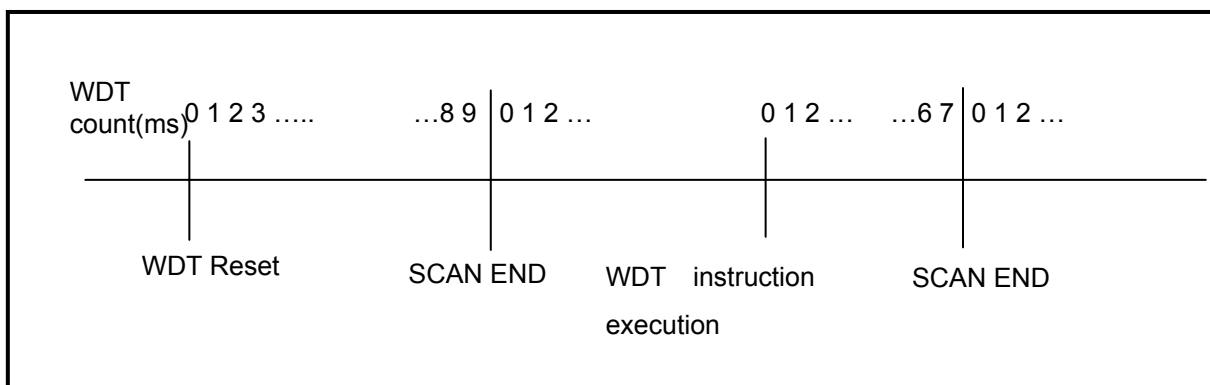 WDT
count(ms)
0 1 2 3 ..... ...8 9 0 1 2 ... 0 1 2 ... ...6 7 0 1 2 ...
WDT Reset SCAN END WDT instruction SCAN END
execution